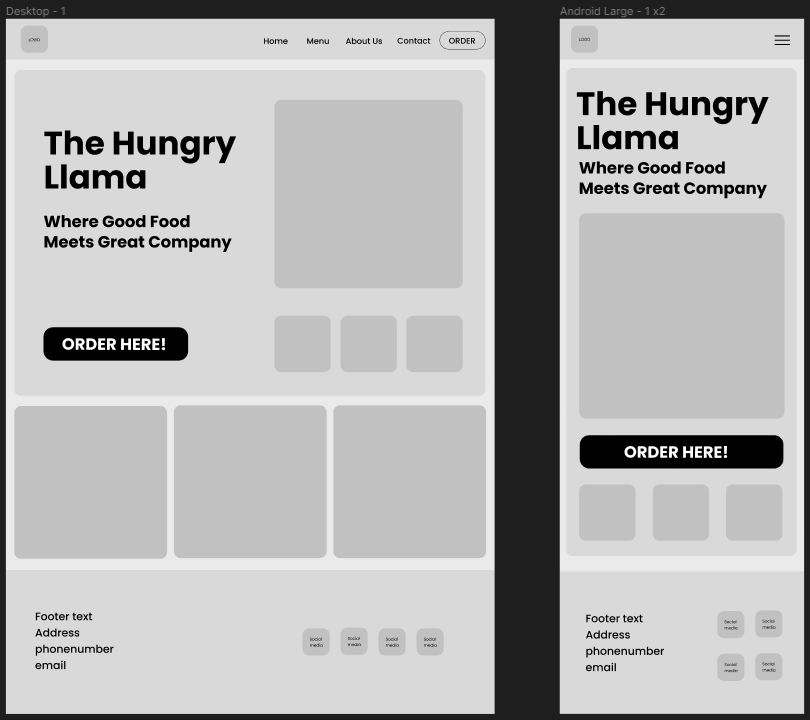 Desktop - 1
LOGO
Home Menu About Us Contact ORDER
The Hungry
Llama
Where Good Food
Meets Great Company
ORDER HERE!
Footer text
Address
phonenumber
email
Social
media
Social
media
Social
media
Social
media
Android Large - 1 x2
LOGO
The Hungry
Llama
Where Good Food
Meets Great Company
ORDER HERE!
Footer text
Address
phonenumber
email
Social
media
Social
media
Social
media
Social
media